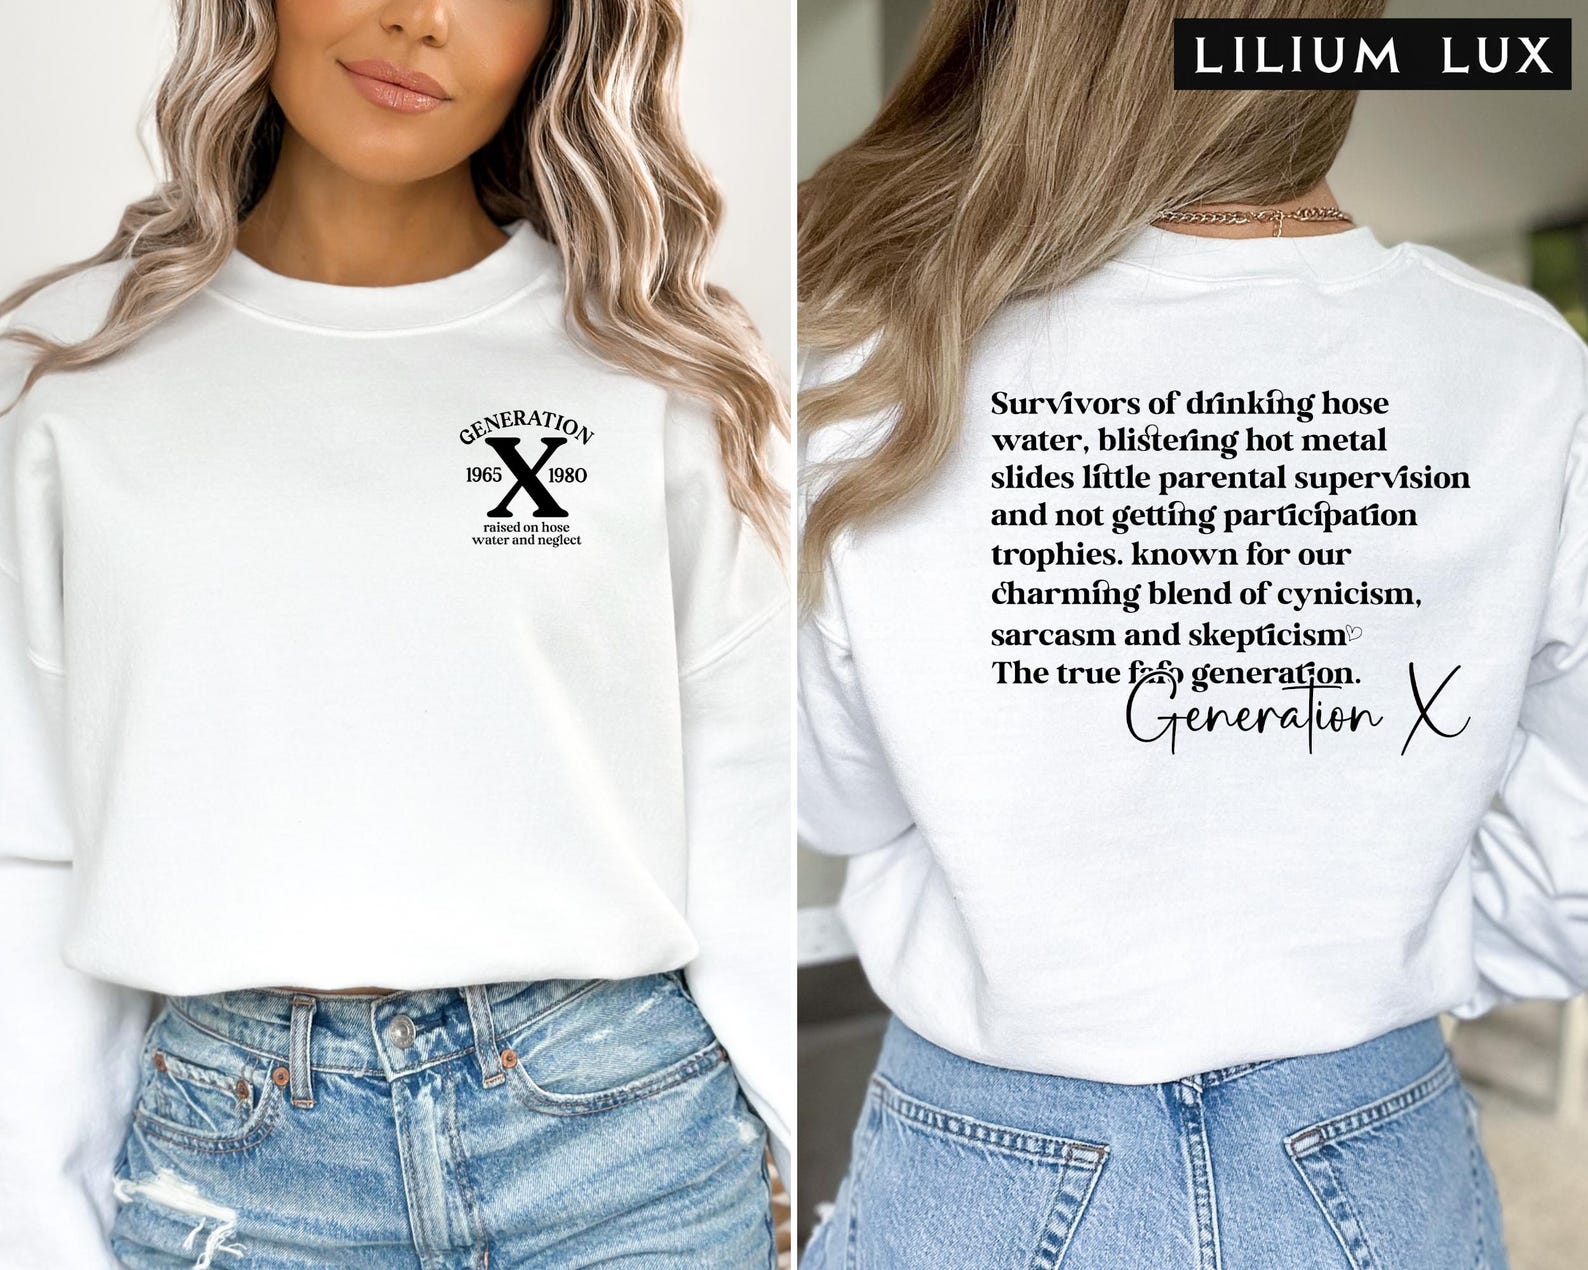 GENERATION
1965 X 1980
raised on hose
water and neglect
LILIUM LUX
Survivors of drinking hose
water, blistering hot metal
slides little parental supervision
and not getting participation
trophies. known for our
charming blend of cynicism,
sarcasm and skepticism
The true fafo generation.
Generation X